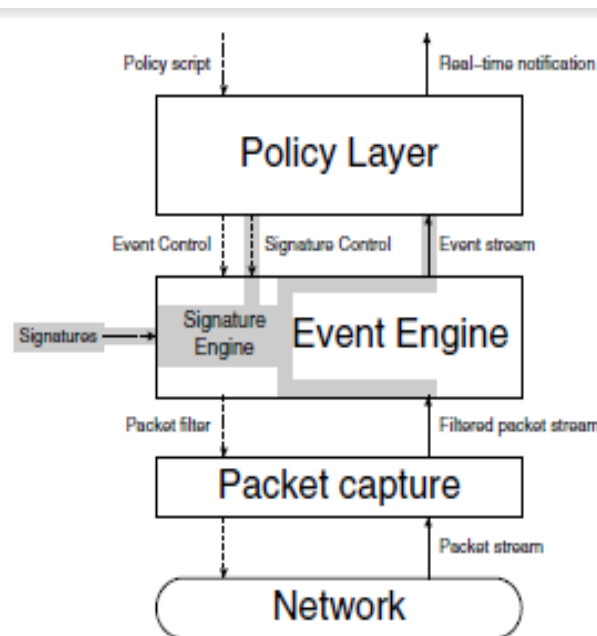 Policy script
Real-time notification
Policy Layer
Event Control
Signature Control
Event stream
Signatures
Signature
Engine
Event Engine
Packet filter
Filtered packet stream
Packet capture
Packet stream
Network